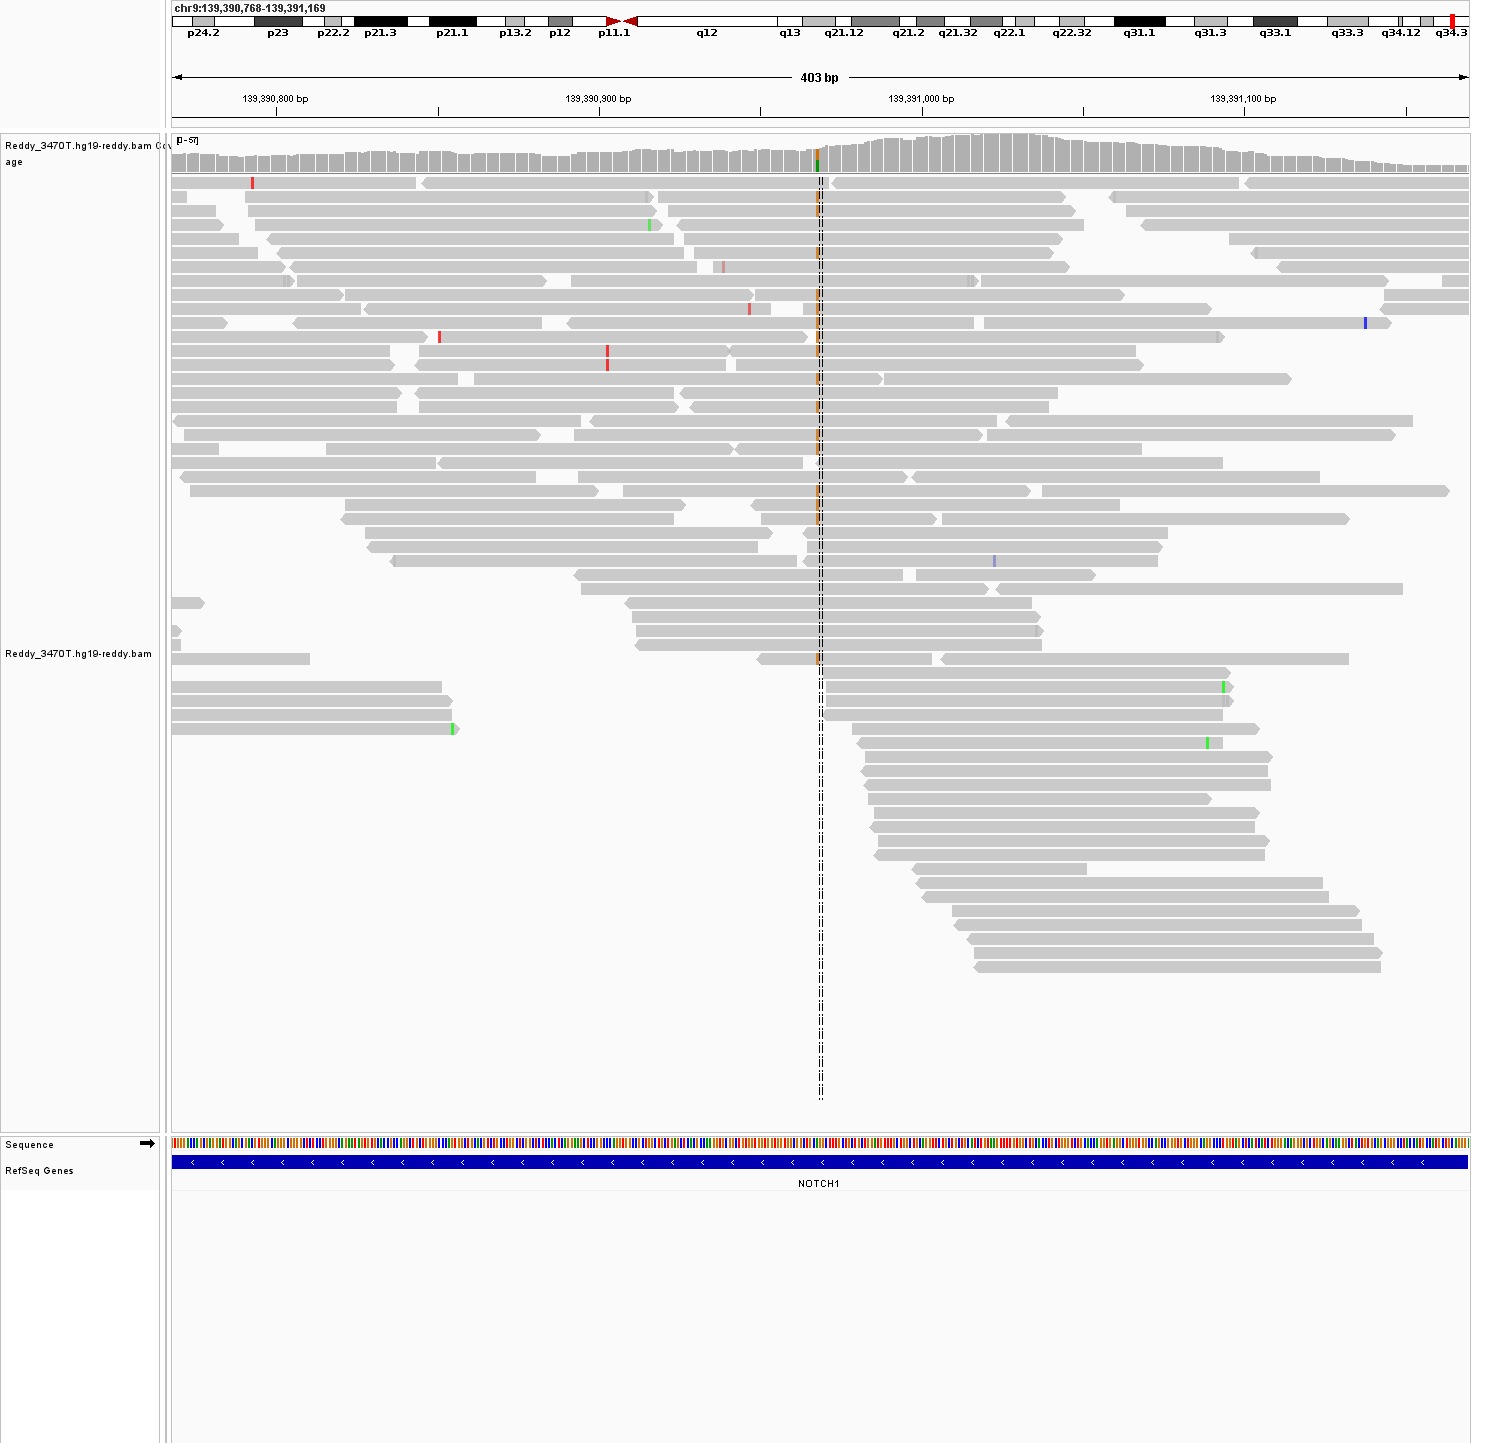 chr9:139,390,768-139,391,169
p24.2 p23 p22.2 p21.3 p21.1 p13.2 p12 p11.1 q12 q13 q21.12 q21.2 q21.32 q22.1 q22.32 q31.1 q31.3 q33.1 q33.3 q34.12 q34.3
403 bp
139,390,800 bp 139,390,900 bp 139,391,000 bp 139,391,100 bp
[0-57]
Reddy_3470T.hg19-reddy.bam Cov
age
Reddy_3470T.hg19-reddy.bam
Sequence
RefSeq Genes
NOTCH1